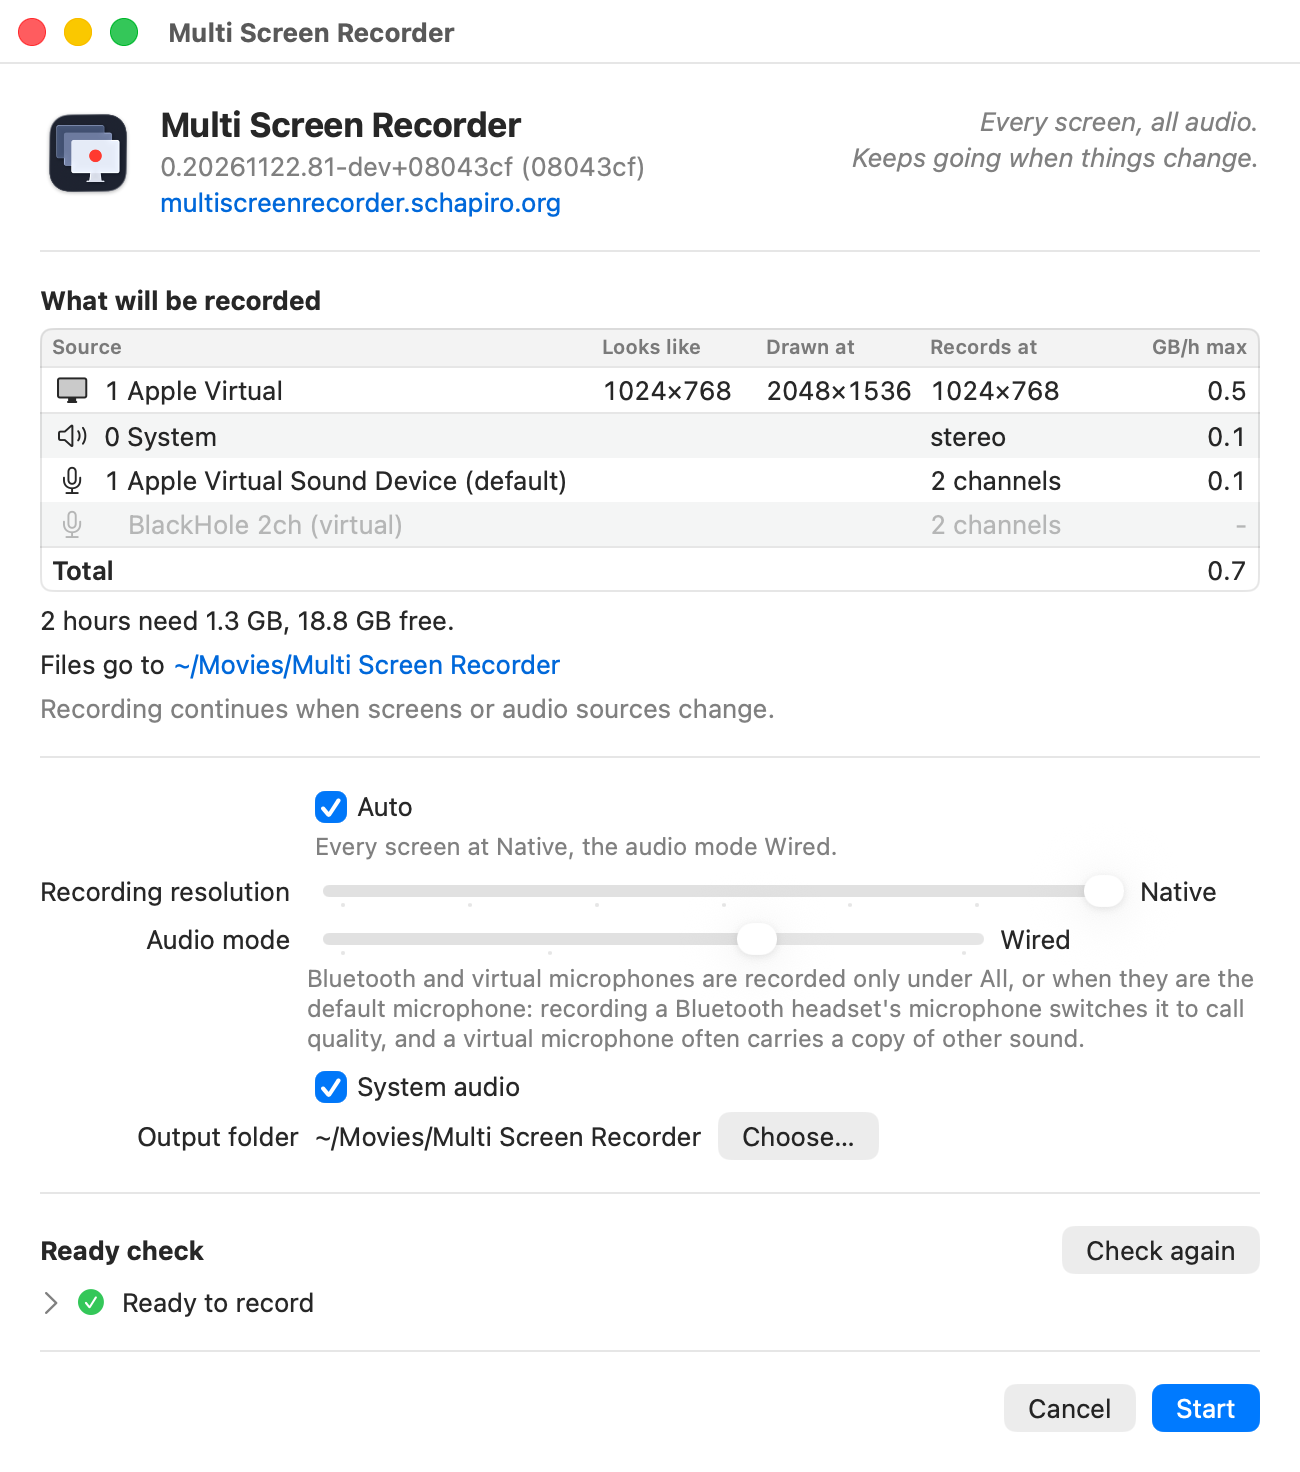 Multi Screen Recorder
Multi Screen Recorder
0.20261122.81-dev+08043cf (08043cf)
multiscreenrecorder.schapiro.org
Every screen, all audio.
Keeps going when things change.
What will be recorded
Source Looks like Drawn at Records at GB/h max
1 Apple Virtual 1024×768 2048×1536 1024×768 0.5
0 System stereo 0.1
1 Apple Virtual Sound Device (default) 2 channels 0.1
BlackHole 2ch (virtual) 2 channels -
Total 0.7
2 hours need 1.3 GB, 18.8 GB free.
Files go to ~/Movies/Multi Screen Recorder
Recording continues when screens or audio sources change.
Auto
Every screen at Native, the audio mode Wired.
Recording resolution Native
Audio mode Wired
Bluetooth and virtual microphones are recorded only under All, or when they are the
default microphone: recording a Bluetooth headset's microphone switches it to call
quality, and a virtual microphone often carries a copy of other sound.
System audio
Output folder ~/Movies/Multi Screen Recorder Choose...
Ready check Check again
Ready to record
Cancel Start